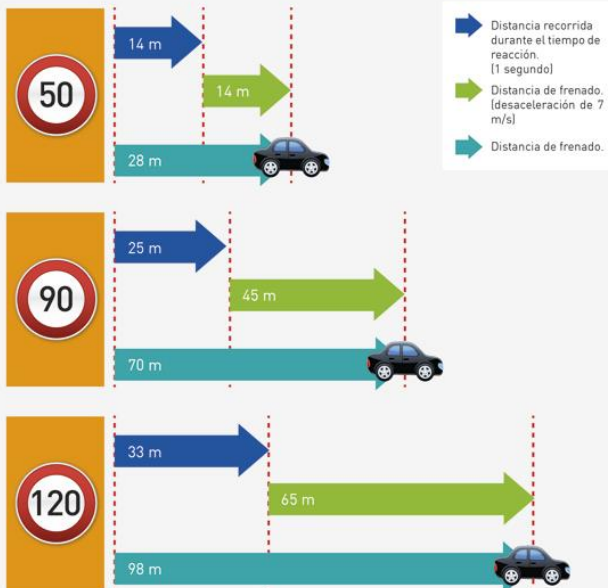 50
14 m
14 m
28 m
Distancia recorrida
durante el tiempo de
reacción.
(1 segundo)
Distancia de frenado.
(desaceleración de 7
m/s)
Distancia de frenado.
90
25 m
45 m
70 m
120
33 m
65 m
98 m